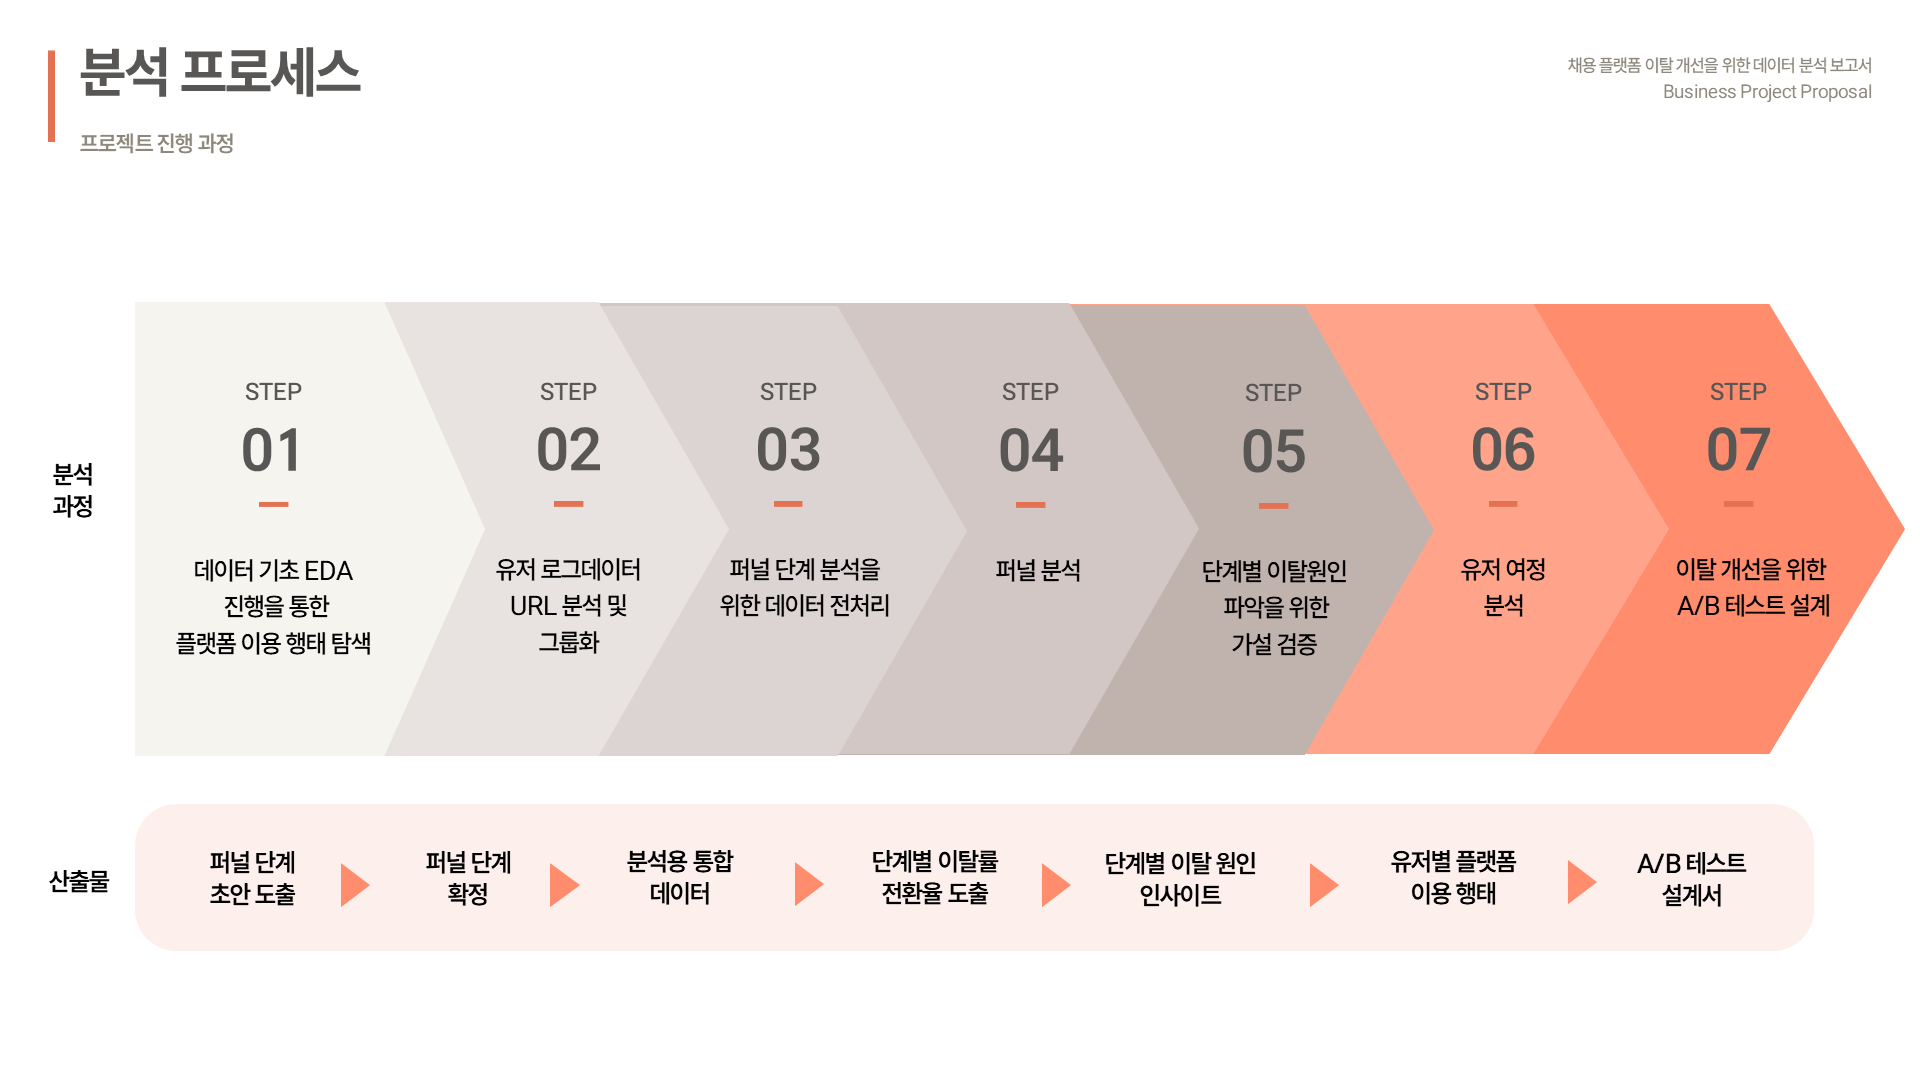 분석 프로세스
프로젝트 진행 과정
채용 플랫폼 이탈 개선을 위한 데이터 분석 보고서
Business Project Proposal
분석
과정
STEP
01
데이터 기초 EDA
진행을 통한
플랫폼 이용 행태 탐색
STEP
02
유저 로그데이터
URL 분석 및
그룹화
STEP
03
퍼널 단계 분석을
위한 데이터 전처리
STEP
04
퍼널 분석
STEP
05
단계별 이탈원인
파악을 위한
가설 검증
STEP
06
유저 여정
분석
STEP
07
이탈 개선을 위한
A/B 테스트 설계
산출물
퍼널 단계
초안 도출
퍼널 단계
확정
분석용 통합
데이터
단계별 이탈률
전환율 도출
단계별 이탈 원인
인사이트
유저별 플랫폼
이용 행태
A/B 테스트
설계서